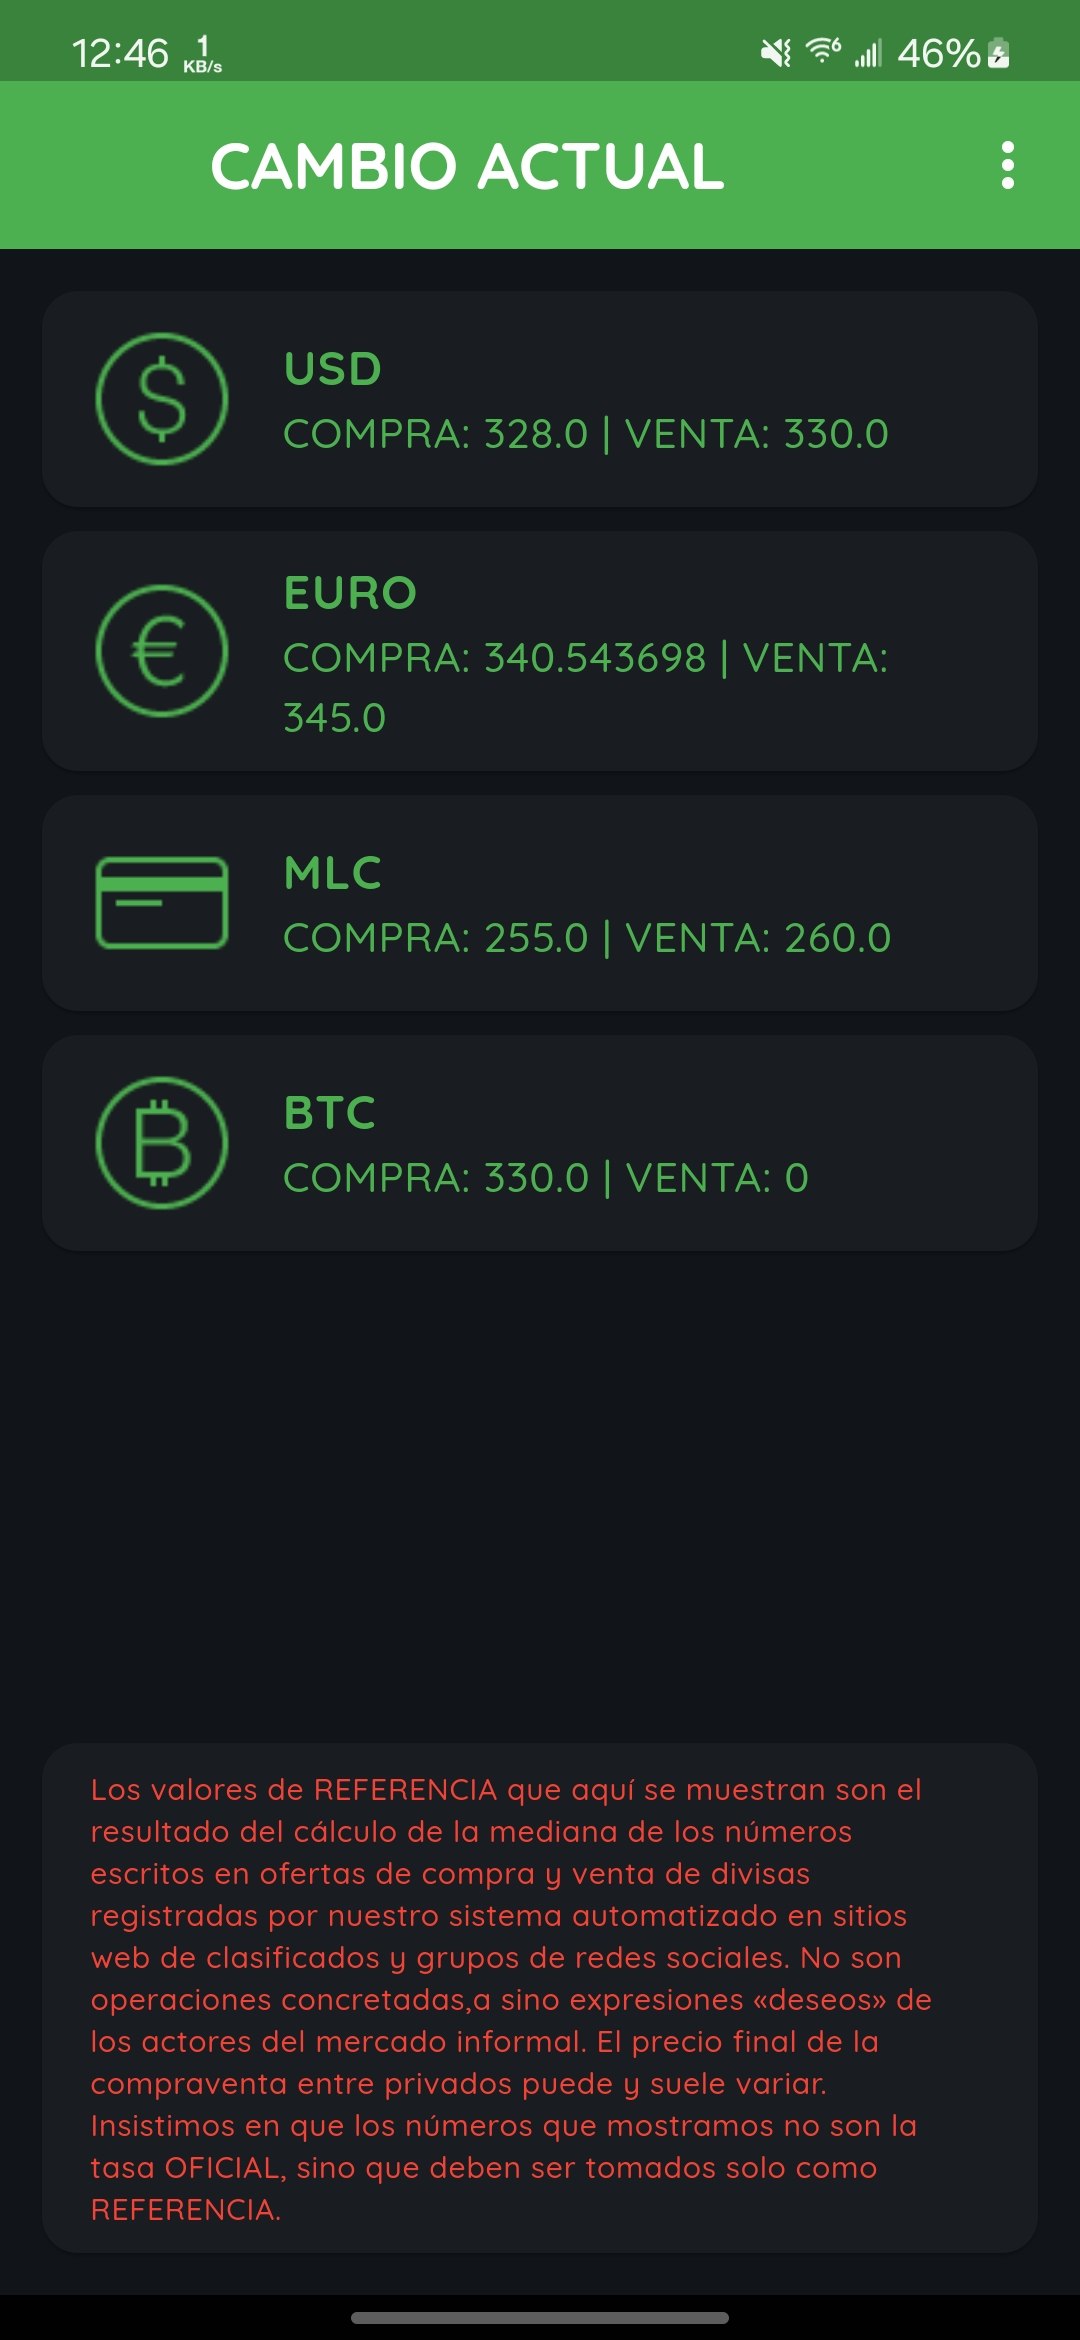 12:46 1 KB/s 6 46%
CAMBIO ACTUAL
USD
COMPRA: 328.0 | VENTA: 330.0
EURO
COMPRA: 340.543698 | VENTA:
345.0
MLC
COMPRA: 255.0 | VENTA: 260.0
BTC
COMPRA: 330.0 | VENTA: 0
Los valores de REFERENCIA que aquí se muestran son el
resultado del cálculo de la mediana de los números
escritos en ofertas de compra y venta de divisas
registradas por nuestro sistema automatizado en sitios
web de clasificados y grupos de redes sociales. No son
operaciones concretadas,a sino expresiones «deseos» de
los actores del mercado informal. El precio final de la
compraventa entre privados puede y suele variar.
Insistimos en que los números que mostramos no son la
tasa OFICIAL, sino que deben ser tomados solo como
REFERENCIA.